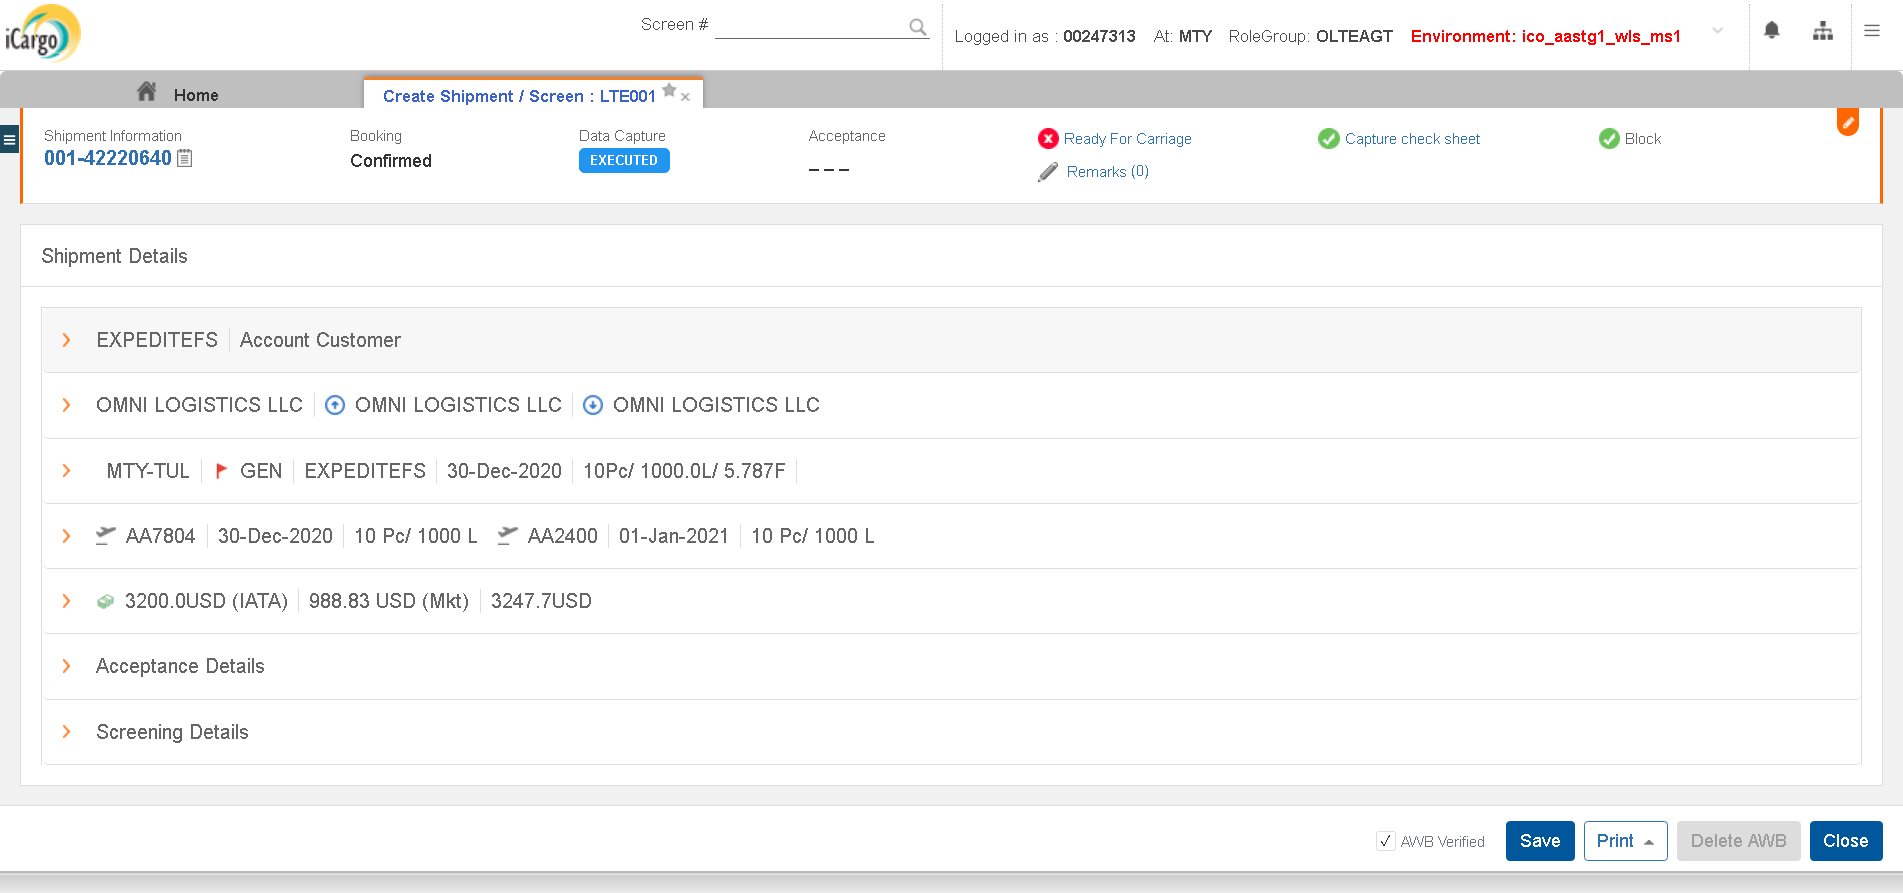 iCargo
Screen #
Logged in as : 00247313 At: MTY RoleGroup: OLTEAGT Environment: ico_aastg1_wls_ms1
Home
Create Shipment / Screen : LTE001
Shipment Information
001-42220640
Booking
Confirmed
Data Capture
EXECUTED
Acceptance
– – –
Ready For Carriage
Remarks (0)
Capture check sheet
Block
Shipment Details
EXPEDITEFS Account Customer
OMNI LOGISTICS LLC OMNI LOGISTICS LLC OMNI LOGISTICS LLC
MTY-TUL GEN EXPEDITEFS 30-Dec-2020 10Pc/ 1000.0L/ 5.787F
AA7804 30-Dec-2020 10 Pc/ 1000 L AA2400 01-Jan-2021 10 Pc/ 1000 L
3200.0USD (IATA) 988.83 USD (Mkt) 3247.7USD
Acceptance Details
Screening Details
AWB Verified Save Print Delete AWB Close